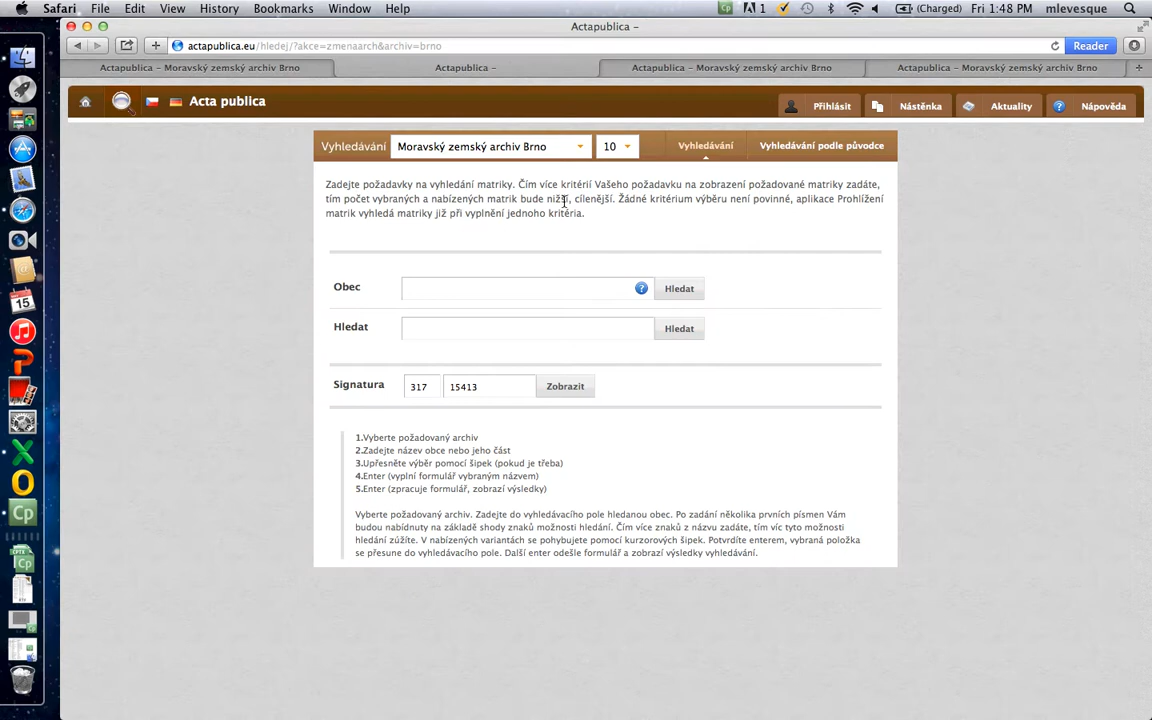 Safari File Edit View History Bookmarks Window Help 1 (Charged) Fri 1:48 PM mlevesque
Actapublica –
actapublica.eu/hledej/?akce=zmenaarch&archiv=brno Reader
Actapublica – Moravský zemský archiv Brno Actapublica – Actapublica – Moravský zemský archiv Brno Actapublica – Moravský zemský archiv Brno
Acta publica Přihlásit Nástěnka Aktuality Nápověda
Vyhledávání Moravský zemský archiv Brno 10 Vyhledávání Vyhledávání podle původce
Zadejte požadavky na vyhledání matriky. Čím více kritérií Vašeho požadavku na zobrazení požadované matriky zadáte,
tím počet vybraných a nabízených matrik bude nižší, cílenější. Žádné kritérium výběru není povinné, aplikace Prohlížení
matrik vyhledá matriky již při vyplnění jednoho kritéria.
Obec ? Hledat
Hledat Hledat
Signatura 317 15413 Zobrazit
1.Vyberte požadovaný archiv
2.Zadejte název obce nebo jeho část
3.Upřesněte výběr pomocí šipek (pokud je třeba)
4.Enter (vyplní formulář vybraným názvem)
5.Enter (zpracuje formulář, zobrazí výsledky)
Vyberte požadovaný archiv. Zadejte do vyhledávacího pole hledanou obec. Po zadání několika prvních písmen Vám
budou nabídnuty na základě shody znaků možnosti hledání. Čím více znaků z názvu zadáte, tím víc tyto možnosti
hledání zúžíte. V nabízených variantách se pohybujete pomocí kurzorových šipek. Potvrdíte enterem, vybraná položka
se přesune do vyhledávacího pole. Další enter odešle formulář a zobrazí výsledky vyhledávání.